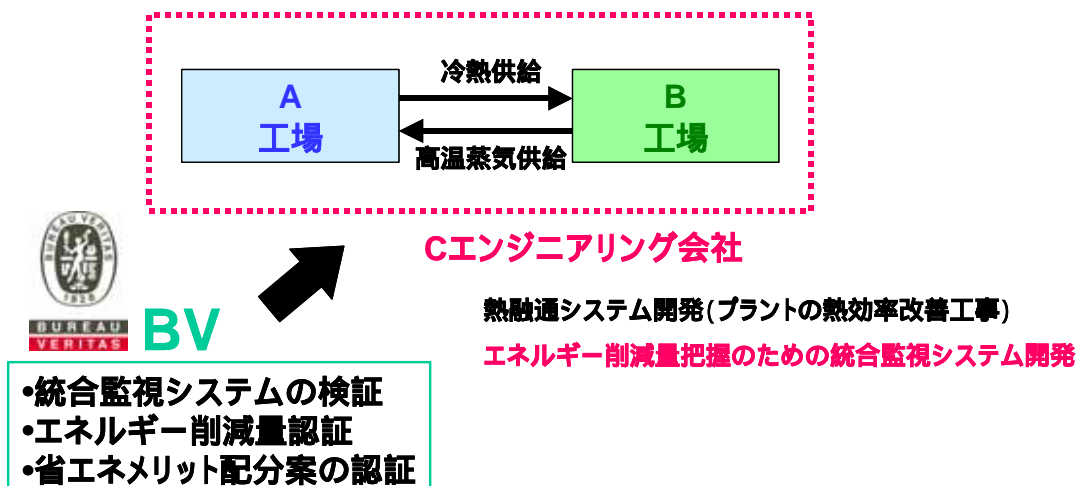 冷熱供給
A
工場
B
工場
高温蒸気供給
Cエンジニアリング会社
BUREAU VERITAS
1828
BUREAU
VERITAS
BV
熱融通システム開発(プラントの熱効率改善工事)
エネルギー削減量把握のための統合監視システム開発
•統合監視システムの検証
•エネルギー削減量認証
•省エネメリット配分案の認証